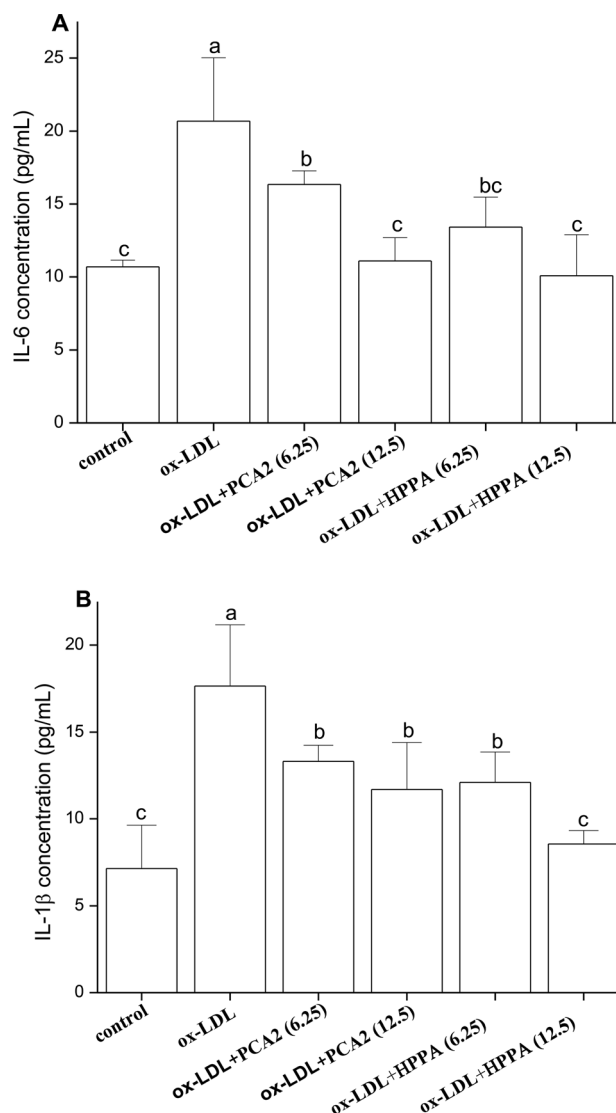 A
IL-6 concentration (pg/mL)
25
20
15
10
5
0
c
a
b
c
bc
c
control
ox-LDL
ox-LDL+PCA2 (6.25)
ox-LDL+PCA2 (12.5)
ox-LDL+HPPA (6.25)
ox-LDL+HPPA (12.5)
B
IL-1β concentration (pg/mL)
20
15
10
5
0
c
a
b
b
b
c
control
ox-LDL
ox-LDL+PCA2 (6.25)
ox-LDL+PCA2 (12.5)
ox-LDL+HPPA (6.25)
ox-LDL+HPPA (12.5)